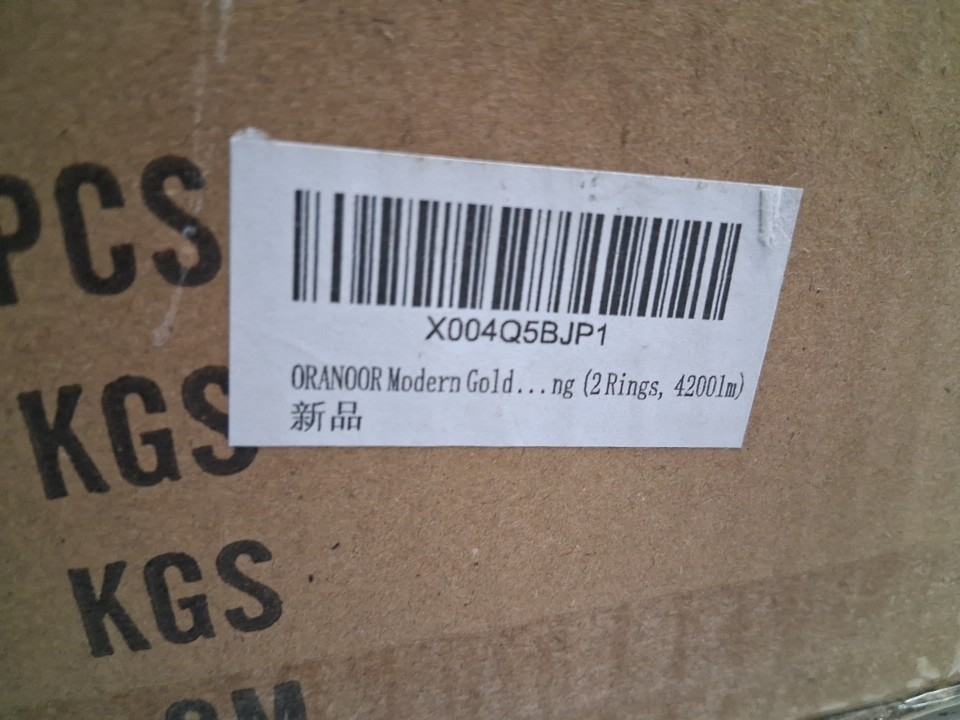 PCS
KGS
KGS
X004Q5BJP1
ORANOOR Modern Gold...ng (2 Rings, 4200lm)
新品